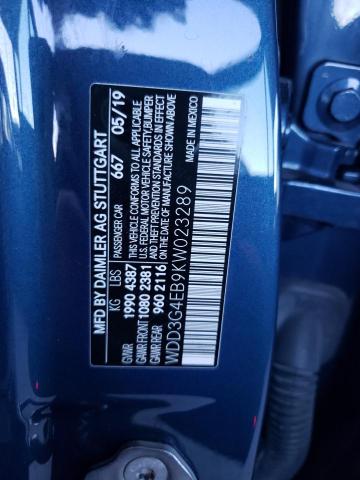 MFD BY DAIMLER AG STUTTGART
PASSENGER CAR 667 05/19
KG LBS
GVWR 1990 4387
GAWR FRONT 1080 2381
GAWR REAR 960 2116
THIS VEHICLE CONFORMS TO ALL APPLICABLE
U.S. FEDERAL MOTOR VEHICLE SAFETY,BUMPER
AND THEFT PREVENTION STANDARDS IN EFFECT
ON THE DATE OF MANUFACTURE SHOWN ABOVE
WDD3G4EB9KW023289
MADE IN MEXICO